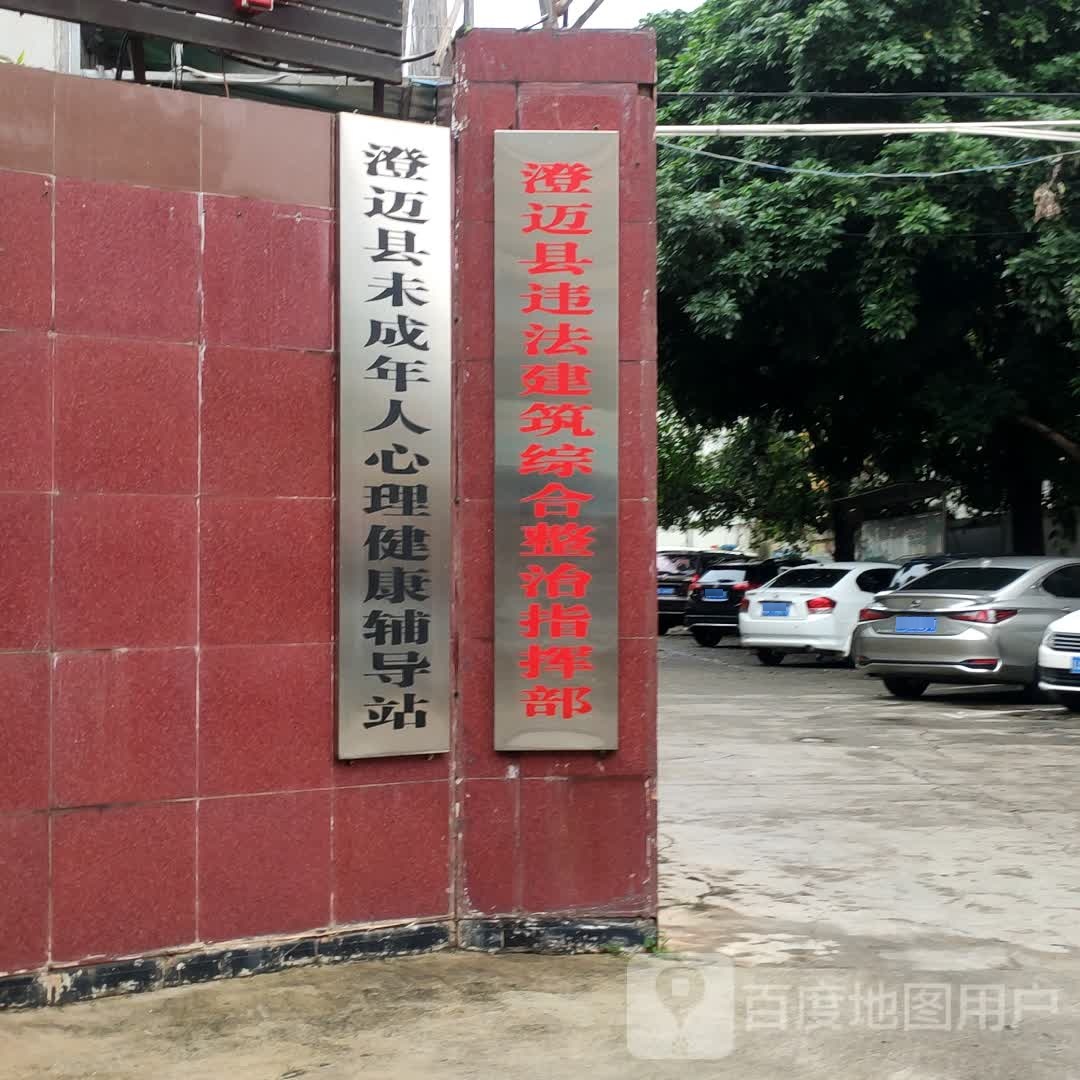 澄迈县未成年人心理健康辅导站
澄迈县违法建筑综合整治指挥部
百度地图用户